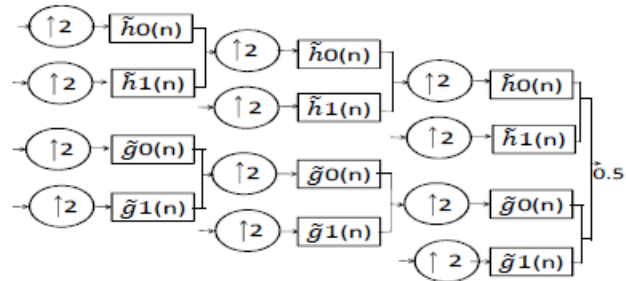 ↑2 h̃0(n) ↑2 h̃0(n) ↑2 h̃0(n)
↑2 h̃1(n) ↑2 h̃1(n) ↑2 h̃1(n)
0.5
↑2 g̃0(n) ↑2 g̃0(n) ↑2 g̃0(n)
↑2 g̃1(n) ↑2 g̃1(n) ↑2 g̃1(n)